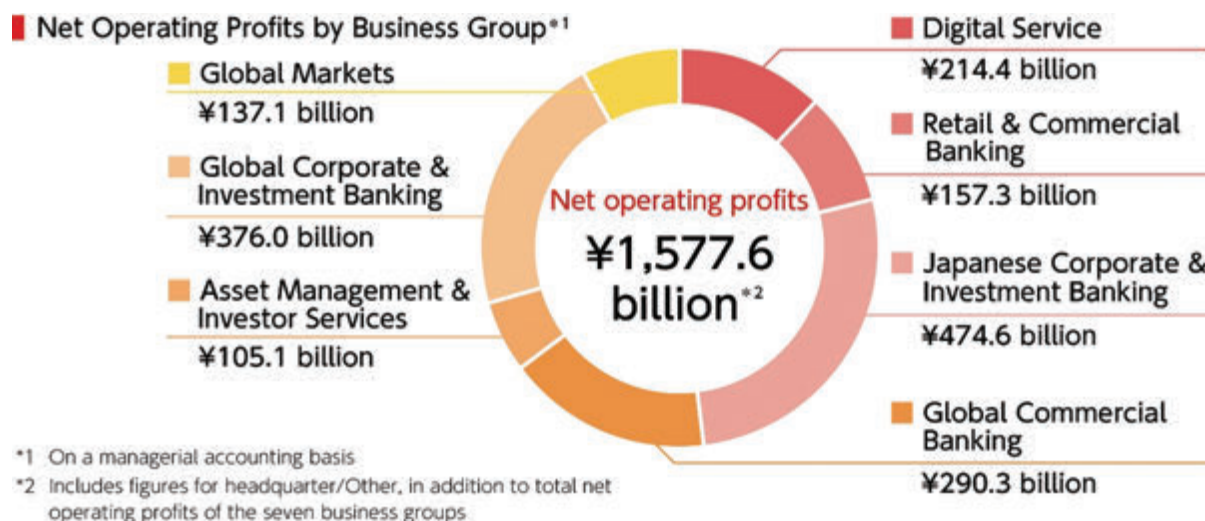 Net Operating Profits by Business Group*1
Global Markets
¥137.1 billion
Global Corporate &
Investment Banking
¥376.0 billion
Asset Management &
Investor Services
¥105.1 billion
Net operating profits
¥1,577.6
billion*2
Digital Service
¥214.4 billion
Retail & Commercial
Banking
¥157.3 billion
Japanese Corporate &
Investment Banking
¥474.6 billion
Global Commercial
Banking
¥290.3 billion
*1 On a managerial accounting basis
*2 Includes figures for headquarter/Other, in addition to total net
operating profits of the seven business groups